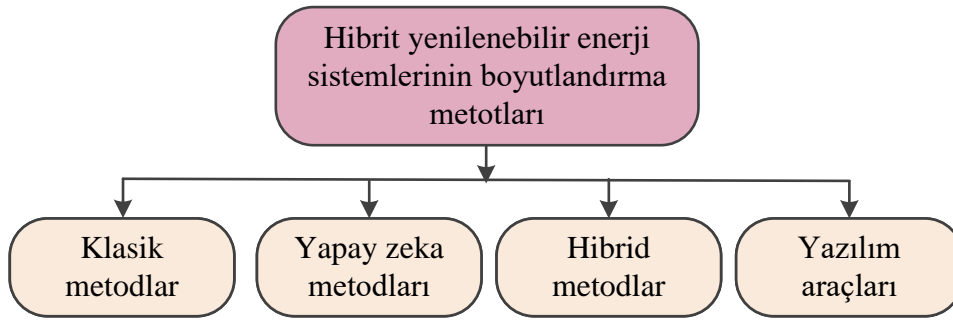 Hibrit yenilenebilir enerji
sistemlerinin boyutlandırma
metotları
Klasik
metodlar
Yapay zeka
metodları
Hibrid
metodlar
Yazılım
araçları